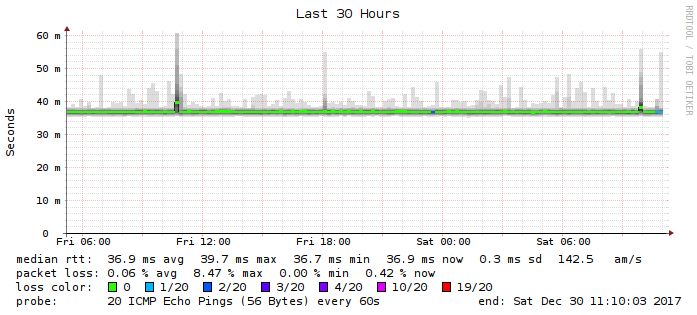 Last 30 Hours
RRDTOOL / TOBI OETIKER
Seconds
60 m
50 m
40 m
30 m
20 m
10 m
0
Fri 06:00 Fri 12:00 Fri 18:00 Sat 00:00 Sat 06:00
median rtt: 36.9 ms avg 39.7 ms max 36.7 ms min 36.9 ms now 0.3 ms sd 142.5 am/s
packet loss: 0.06 % avg 8.47 % max 0.00 % min 0.42 % now
loss color: 0 1/20 2/20 3/20 4/20 10/20 19/20
probe: 20 ICMP Echo Pings (56 Bytes) every 60s end: Sat Dec 30 11:10:03 2017